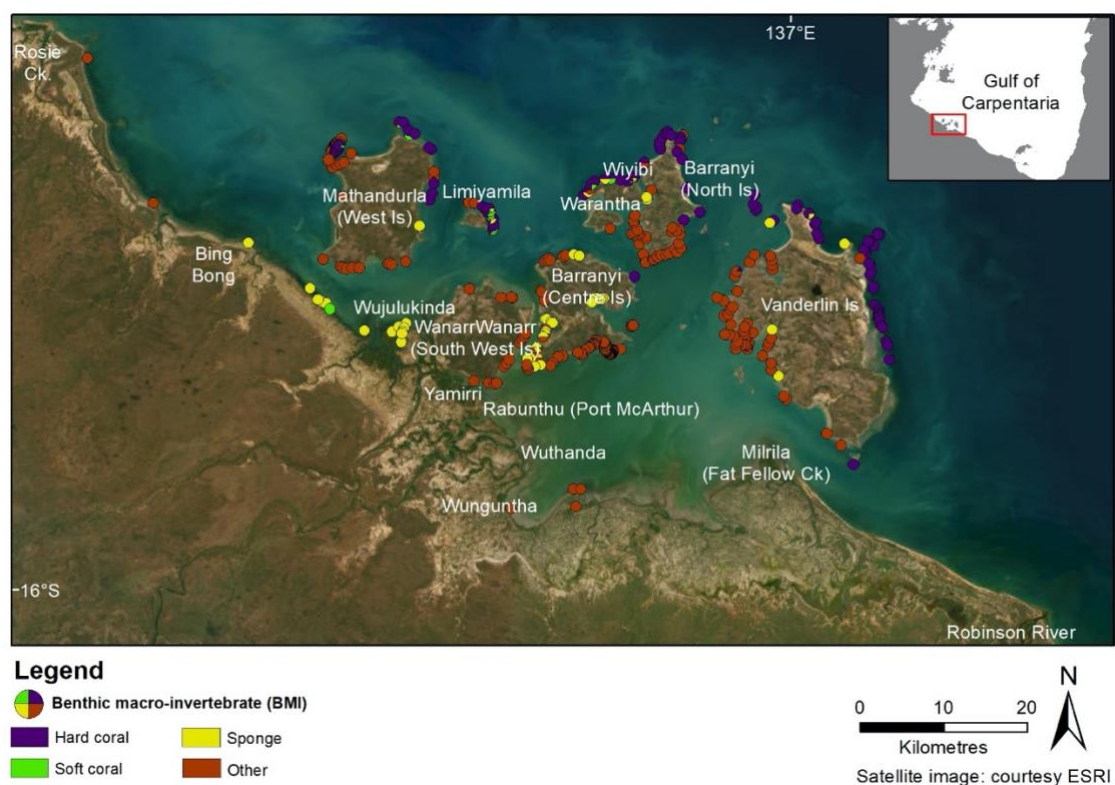 137°E
Rosie
Ck.
Gulf of
Carpentaria
Wiyibi
Barranyi
(North Is)
Mathandurla
(West Is)
Limiyamila
Warantha
Bing
Bong
Barranyi
(Centre Is)
Vanderlin Is
Wujulukinda
WanarrWanarr
(South West Is)
Yamirri
Rabunthu (Port McArthur)
Wuthanda
Milrila
(Fat Fellow Ck)
Wunguntha
16°S
Robinson River
Legend
Benthic macro-invertebrate (BMI)
Hard coral
Sponge
Soft coral
Other
N
0 10 20
Kilometres
Satellite image: courtesy ESRI